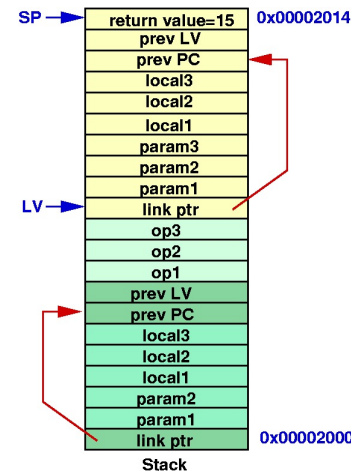 SP return value=15 0x00002014
prev LV
prev PC
local3
local2
local1
param3
param2
param1
LV link ptr
op3
op2
op1
prev LV
prev PC
local3
local2
local1
param2
param1
link ptr 0x00002000
Stack